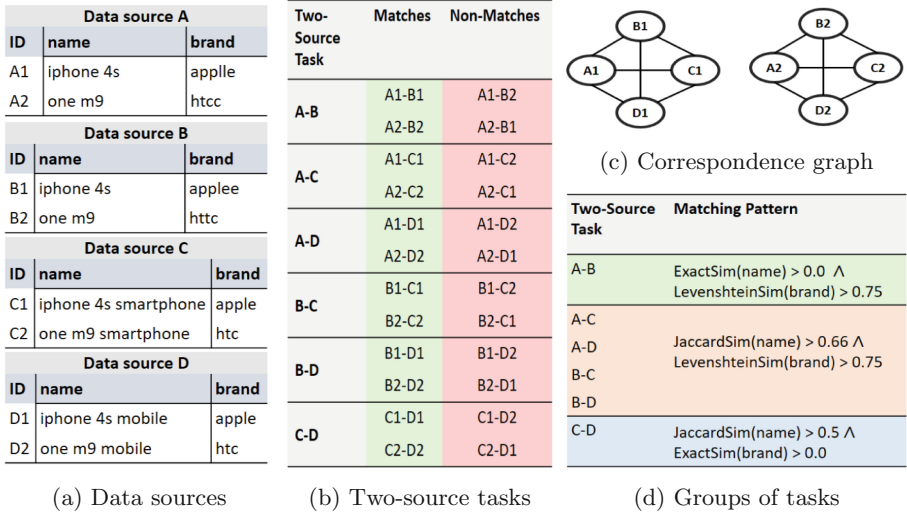 Data source A
ID name brand
A1 iphone 4s applle
A2 one m9 htcc
Data source B
ID name brand
B1 iphone 4s applee
B2 one m9 httc
Data source C
ID name brand
C1 iphone 4s smartphone apple
C2 one m9 smartphone htc
Data source D
ID name brand
D1 iphone 4s mobile apple
D2 one m9 mobile htc
(a) Data sources
Two-Source Task Matches Non-Matches
A-B
A1-B1 A1-B2
A2-B2 A2-B1
A-C
A1-C1 A1-C2
A2-C2 A2-C1
A-D
A1-D1 A1-D2
A2-D2 A2-D1
B-C
B1-C1 B1-C2
B2-C2 B2-C1
B-D
B1-D1 B1-D2
B2-D2 B2-D1
C-D
C1-D1 C1-D2
C2-D2 C2-D1
(b) Two-source tasks
B1
A1 C1
D1
B2
A2 C2
D2
(c) Correspondence graph
Two-Source Task Matching Pattern
A-B ExactSim(name) > 0.0 ∧
LevenshteinSim(brand) > 0.75
A-C
A-D
B-C
B-D
JaccardSim(name) > 0.66 ∧
LevenshteinSim(brand) > 0.75
C-D JaccardSim(name) > 0.5 ∧
ExactSim(brand) > 0.0
(d) Groups of tasks